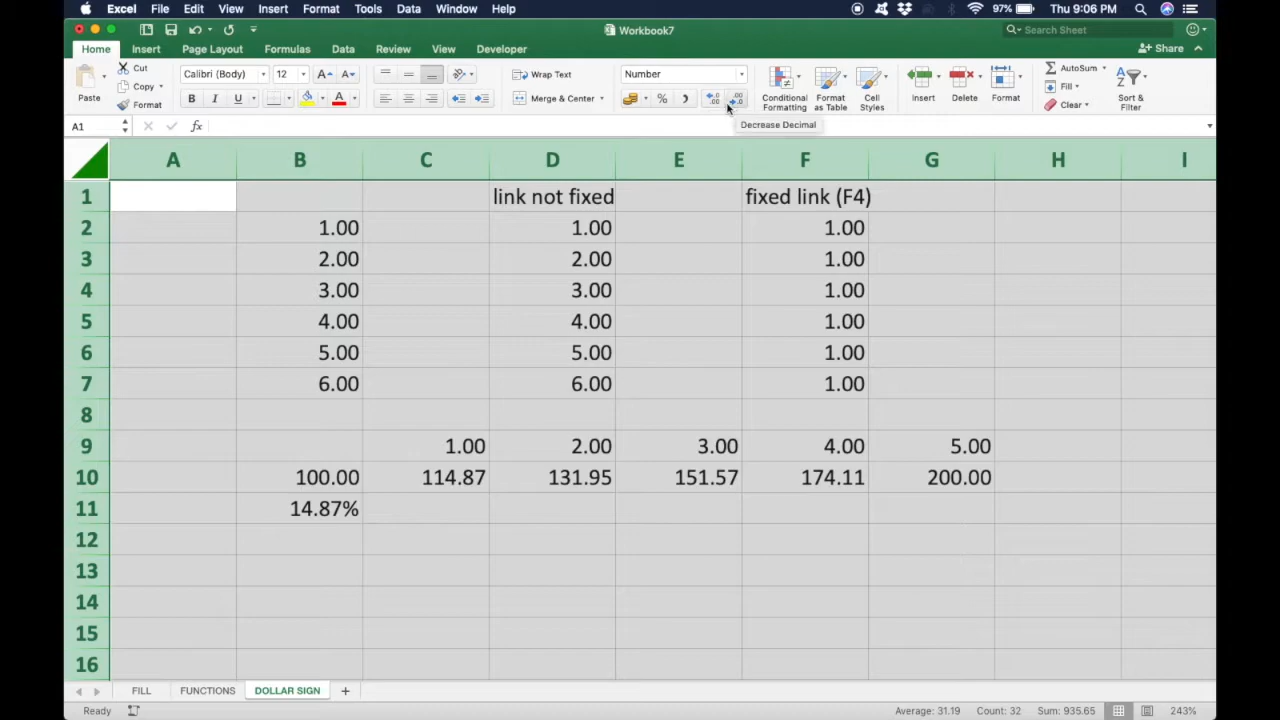 Excel File Edit View Insert Format Tools Data Window Help 97% Thu 9:06 PM
Workbook7 Search Sheet
Home Insert Page Layout Formulas Data Review View Developer Share
Paste Cut Copy Format Calibri (Body) 12 A A Wrap Text Number Conditional Formatting Format as Table Cell Styles Insert Delete Format AutoSum Fill Clear Sort & Filter
B I U A Merge & Center %
A1 fx Decrease Decimal
A B C D E F G H I
1 link not fixed fixed link (F4)
2 1.00 1.00 1.00
3 2.00 2.00 1.00
4 3.00 3.00 1.00
5 4.00 4.00 1.00
6 5.00 5.00 1.00
7 6.00 6.00 1.00
8
9 1.00 2.00 3.00 4.00 5.00
10 100.00 114.87 131.95 151.57 174.11 200.00
11 14.87%
12
13
14
15
16
FILL FUNCTIONS DOLLAR SIGN +
Ready Average: 31.19 Count: 32 Sum: 935.65 243%